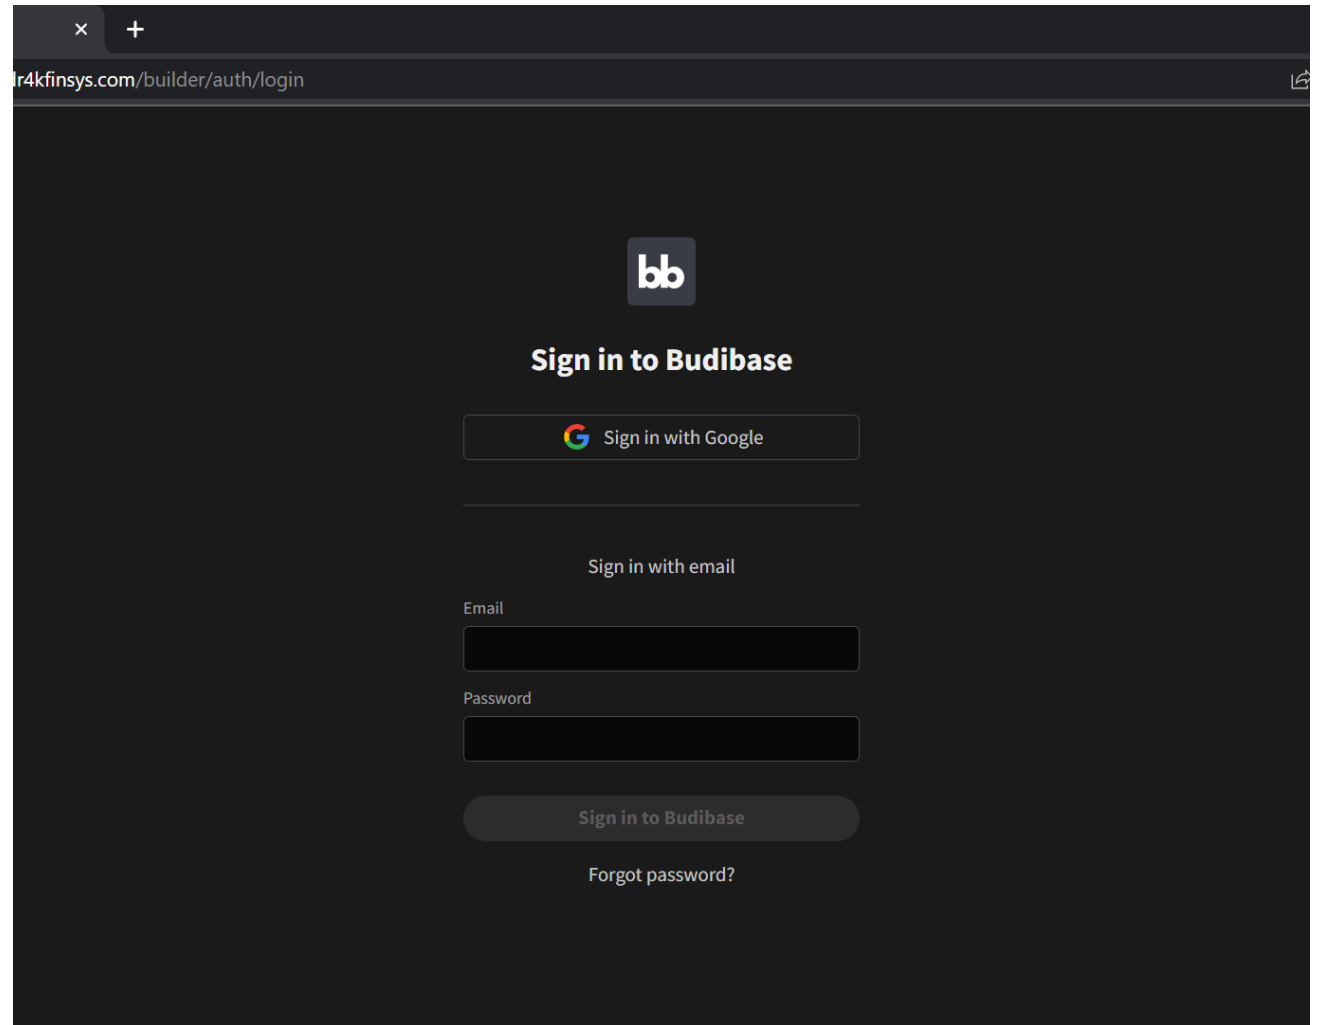 lr4kfinsys.com/builder/auth/login
bb
Sign in to Budibase
Sign in with Google
Sign in with email
Email
Password
Sign in to Budibase
Forgot password?